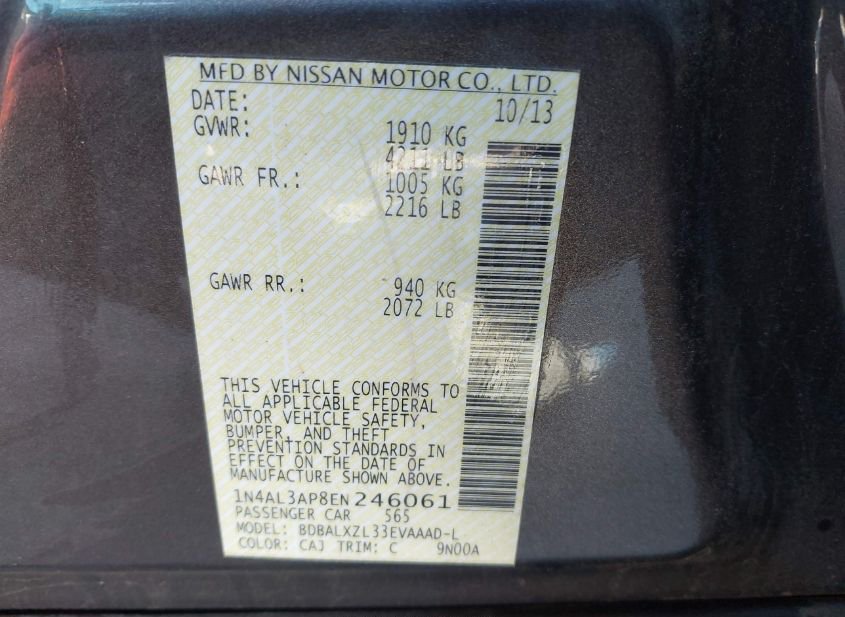 MFD BY NISSAN MOTOR CO., LTD.
DATE: 10/13
GVWR: 1910 KG
4211 LB
GAWR FR.: 1005 KG
2216 LB
GAWR RR.: 940 KG
2072 LB
THIS VEHICLE CONFORMS TO
ALL APPLICABLE FEDERAL
MOTOR VEHICLE SAFETY,
BUMPER, AND THEFT
PREVENTION STANDARDS IN
EFFECT ON THE DATE OF
MANUFACTURE SHOWN ABOVE.
1N4AL3AP8EN246061
PASSENGER CAR 565
MODEL: BDBALXZL33EVAAAD-L
COLOR: CAJ TRIM: C 9N00A